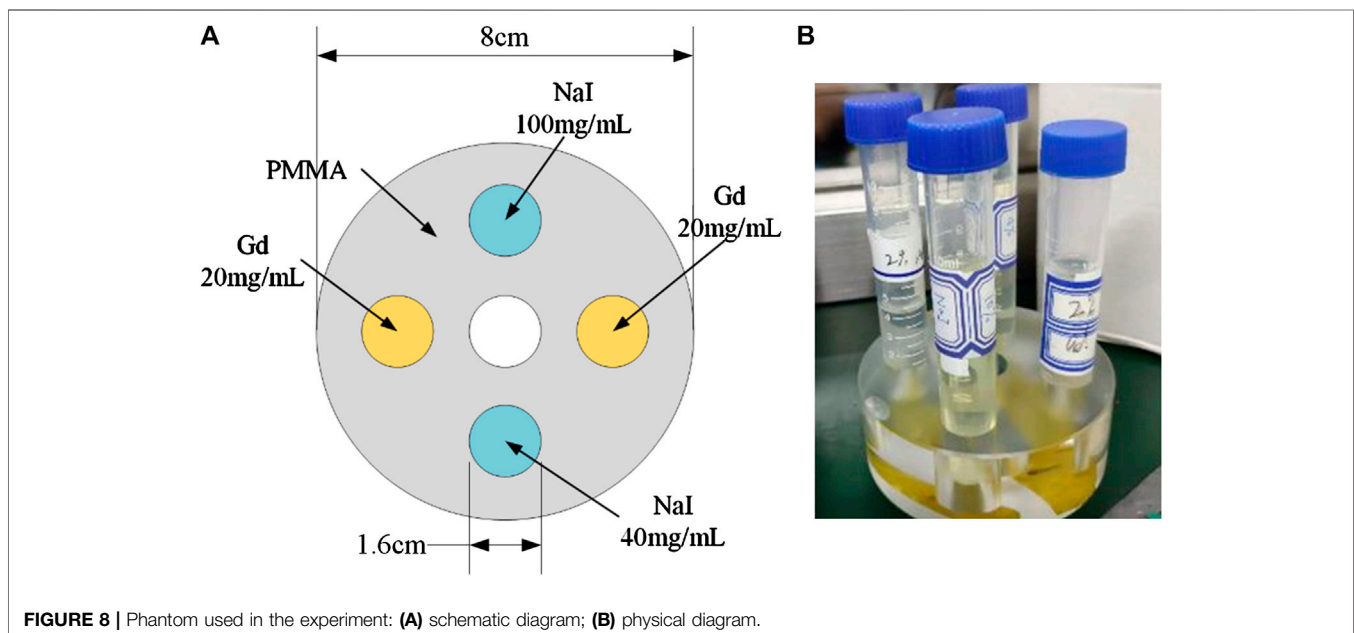 A
B
8cm
NaI
100mg/mL
PMMA
Gd
20mg/mL
Gd
20mg/mL
NaI
40mg/mL
1.6cm
2%
FIGURE 8 | Phantom used in the experiment: (A) schematic diagram; (B) physical diagram.